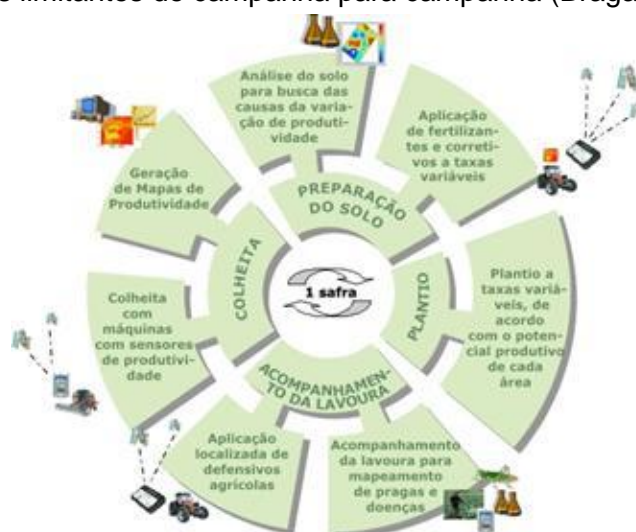 limitantes de campanha para campanha (Braga
Análise do solo
para busca das
causas da varia-
ção de produti-
vidade
Aplicação
de fertilizan-
tes e correti-
vos a taxas
variáveis
PREPARAÇÃO
DO SOLO
Geração
de Mapas de
Produtividade
COLHEITA
1 safra
PLANTIO
Plantio a
taxas variá-
veis, de
acordo
com o poten-
cial produtivo
de cada
área
Colheita
com
máquinas
com sensores
de produtivi-
dade
ACOMPANHAMEN-
TO DA LAVOURA
Aplicação
localizada de
defensivos
agrícolas
Acompanhamento
da lavoura para
mapeamento
de pragas e
doenças